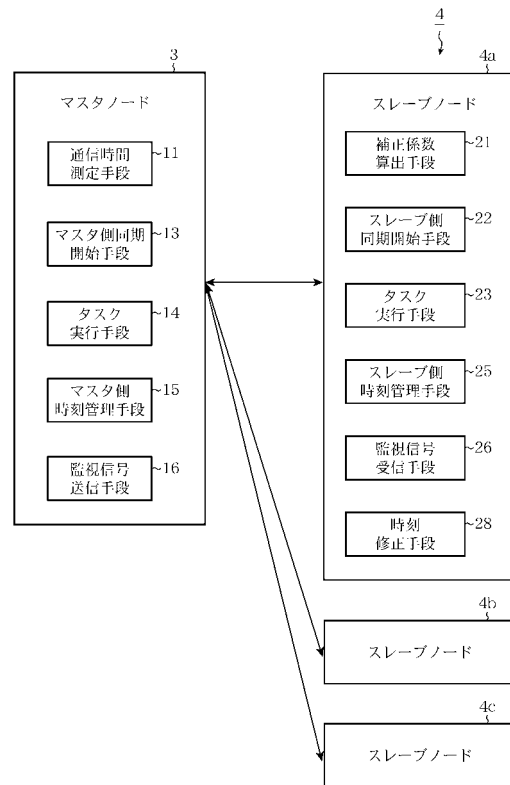 4
3
マスタノード
通信時間
測定手段
11
マスタ側同期
開始手段
13
タスク
実行手段
14
マスタ側
時刻管理手段
15
監視信号
送信手段
16
4a
スレーブノード
補正係数
算出手段
21
スレーブ側
同期開始手段
22
タスク
実行手段
23
スレーブ側
時刻管理手段
25
監視信号
受信手段
26
時刻
修正手段
28
4b
スレーブノード
4c
スレーブノード